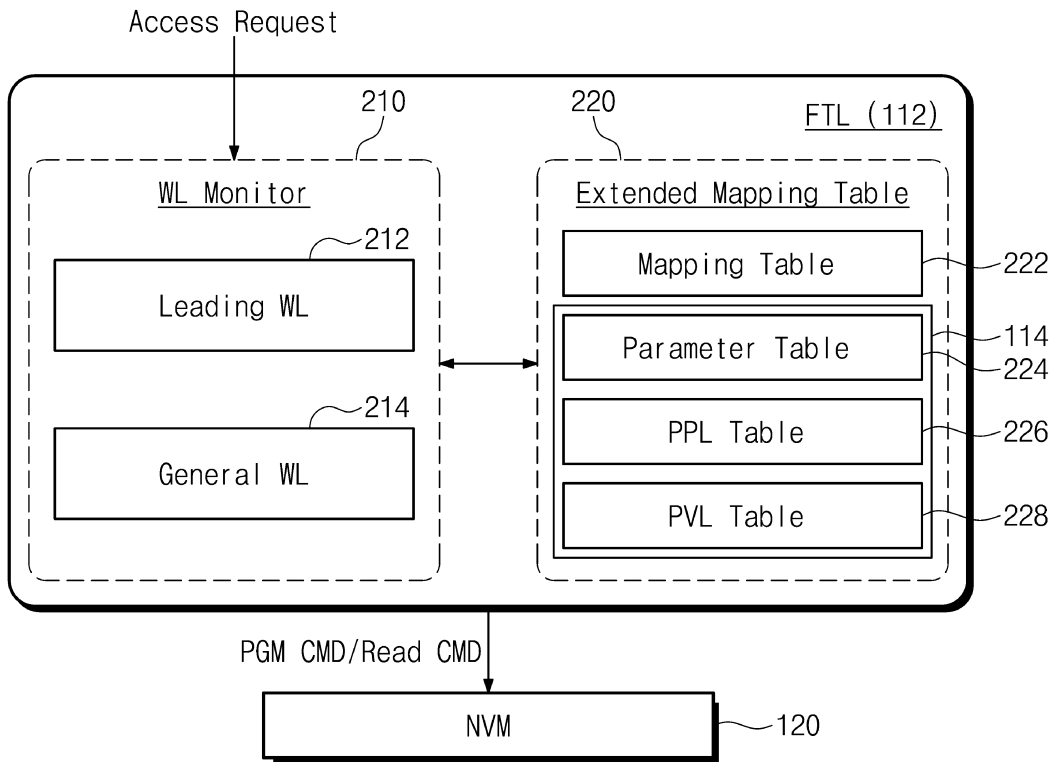 Access Request
210
220
FTL (112)
WL Monitor
Extended Mapping Table
212
Leading WL
Mapping Table
222
114
Parameter Table
224
214
General WL
PPL Table
226
PVL Table
228
PGM CMD/Read CMD
NVM
120